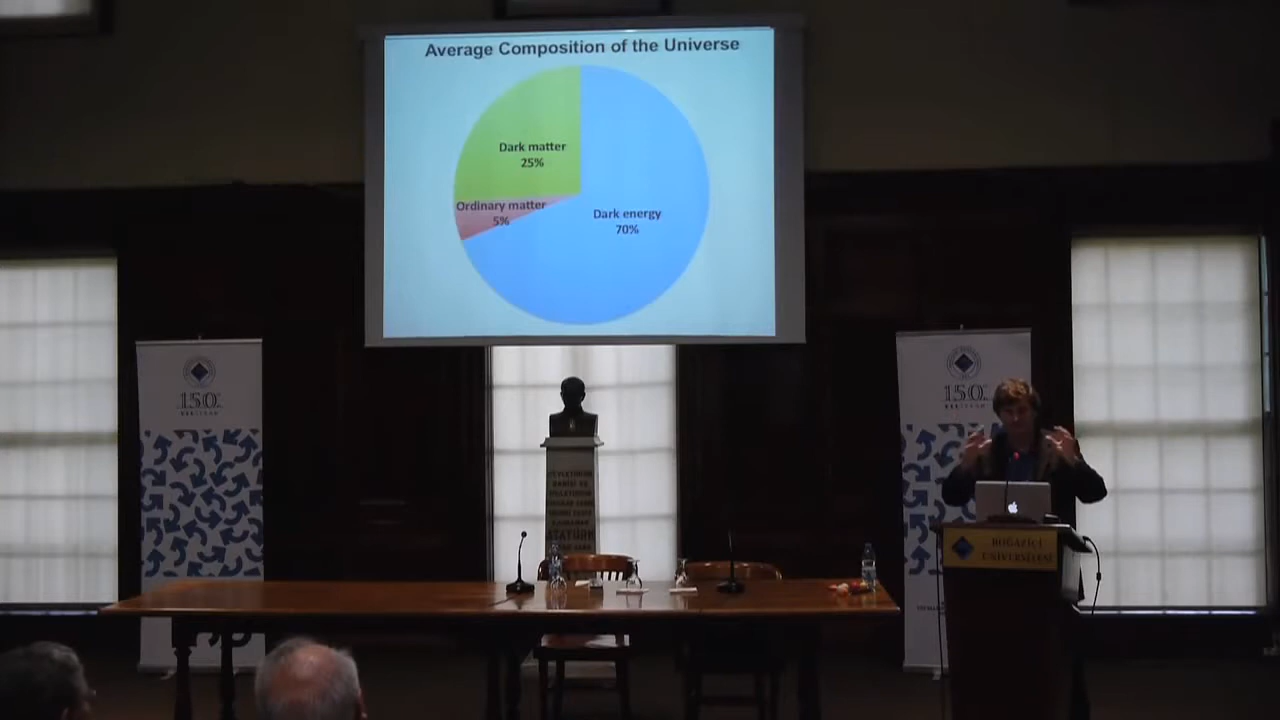 Average Composition of the Universe
Dark matter
25%
Ordinary matter
5%
Dark energy
70%
150.
150.
ATATÜRK
BOĞAZİÇİ
ÜNİVERSİTESİ